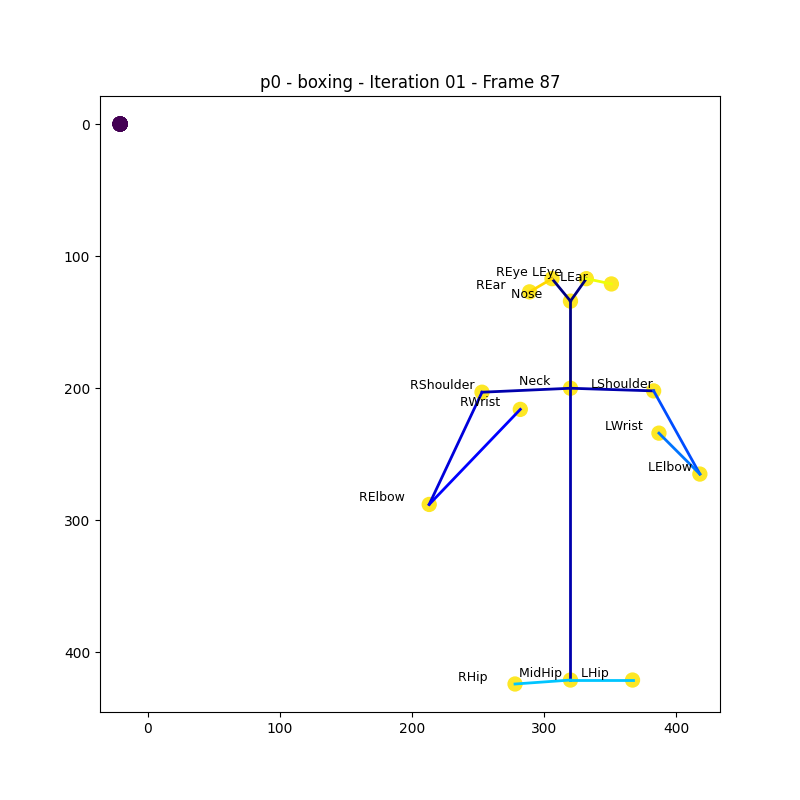 p0 - boxing - Iteration 01 - Frame 87
0
100
REye LEye
LEar
REar
Nose
200
RShoulder
Neck
LShoulder
RWrist
LWrist
LElbow
RElbow
300
400
RHip
MidHip
LHip
0 100 200 300 400